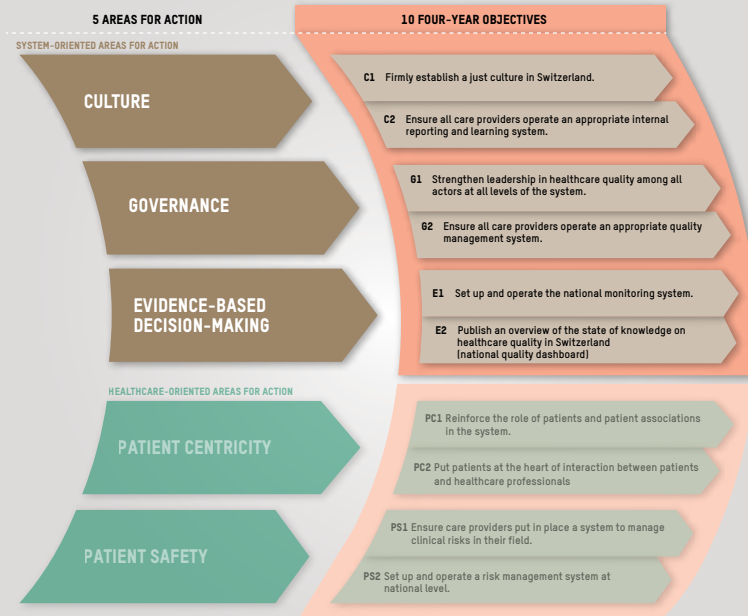 5 AREAS FOR ACTION
10 FOUR-YEAR OBJECTIVES
SYSTEM-ORIENTED AREAS FOR ACTION
CULTURE
C1 Firmly establish a just culture in Switzerland.
C2 Ensure all care providers operate an appropriate internal
reporting and learning system.
GOVERNANCE
G1 Strengthen leadership in healthcare quality among all
actors at all levels of the system.
G2 Ensure all care providers operate an appropriate quality
management system.
EVIDENCE-BASED
DECISION-MAKING
E1 Set up and operate the national monitoring system.
E2 Publish an overview of the state of knowledge on
healthcare quality in Switzerland
(national quality dashboard)
HEALTHCARE-ORIENTED AREAS FOR ACTION
PATIENT CENTRICITY
PC1 Reinforce the role of patients and patient associations
in the system.
PC2 Put patients at the heart of interaction between patients
and healthcare professionals
PATIENT SAFETY
PS1 Ensure care providers put in place a system to manage
clinical risks in their field.
PS2 Set up and operate a risk management system at
national level.